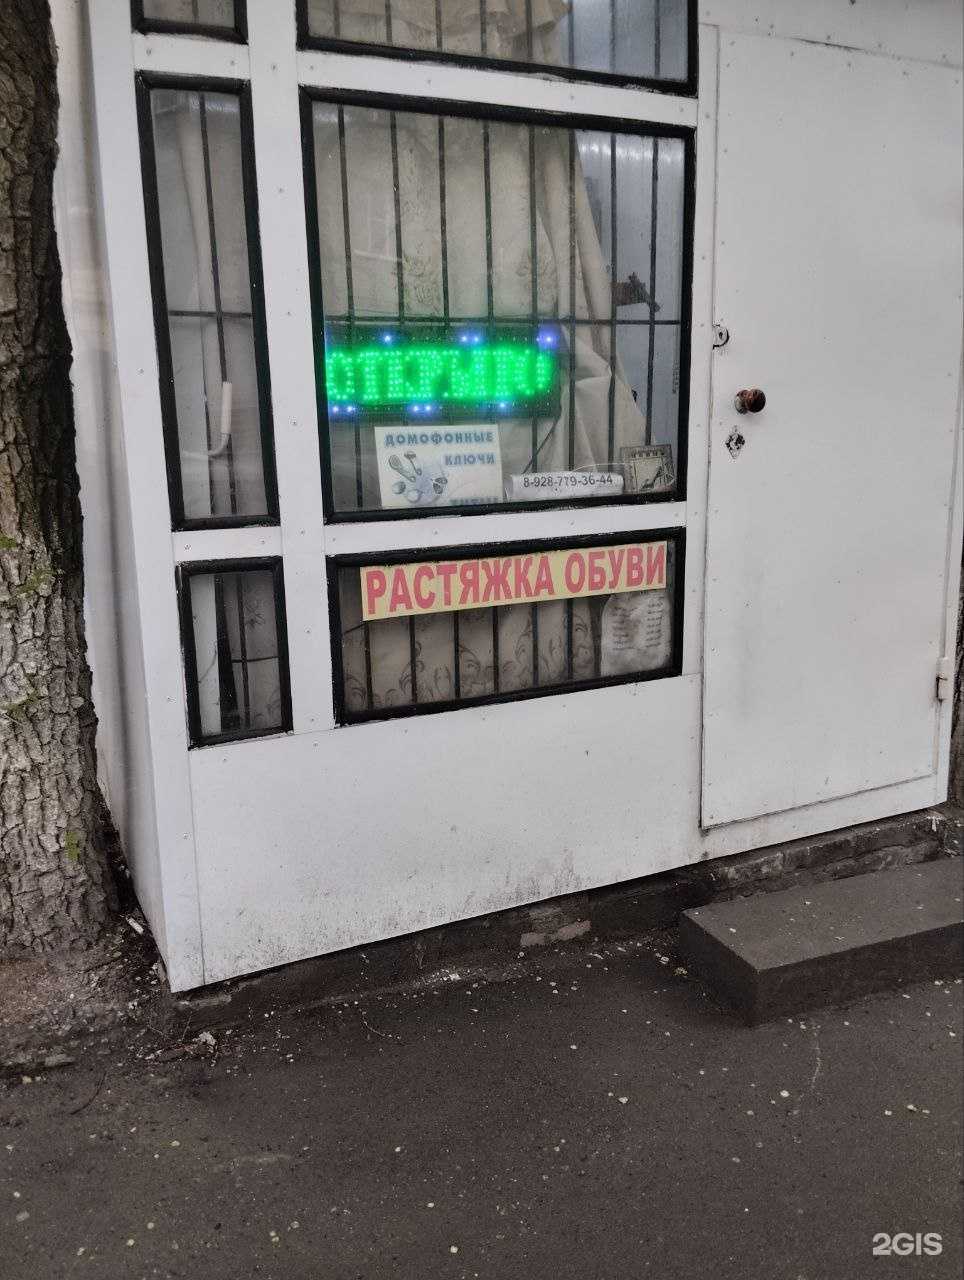 ОТКРЫТО
ДОМОФОННЫЕ
КЛЮЧИ
8-928-779-36-44
РАСТЯЖКА ОБУВИ
2GIS